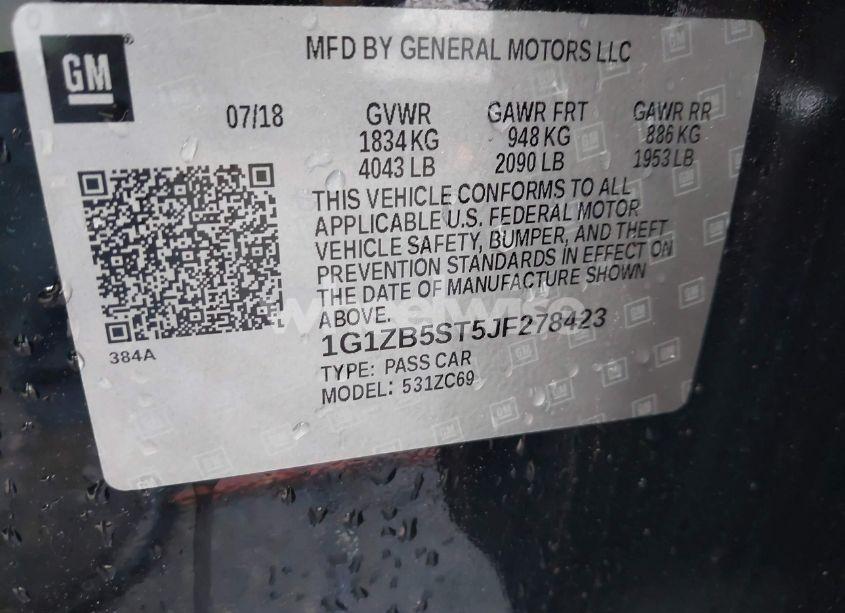 GM
MFD BY GENERAL MOTORS LLC
07/18 GVWR GAWR FRT GAWR RR
1834 KG 948 KG 886 KG
4043 LB 2090 LB 1953 LB
THIS VEHICLE CONFORMS TO ALL
APPLICABLE U.S. FEDERAL MOTOR
VEHICLE SAFETY, BUMPER, AND THEFT
PREVENTION STANDARDS IN EFFECT ON
THE DATE OF MANUFACTURE SHOWN
ABOVE.
1G1ZB5ST5JF278423
384A
TYPE: PASS CAR
MODEL: 531ZC69